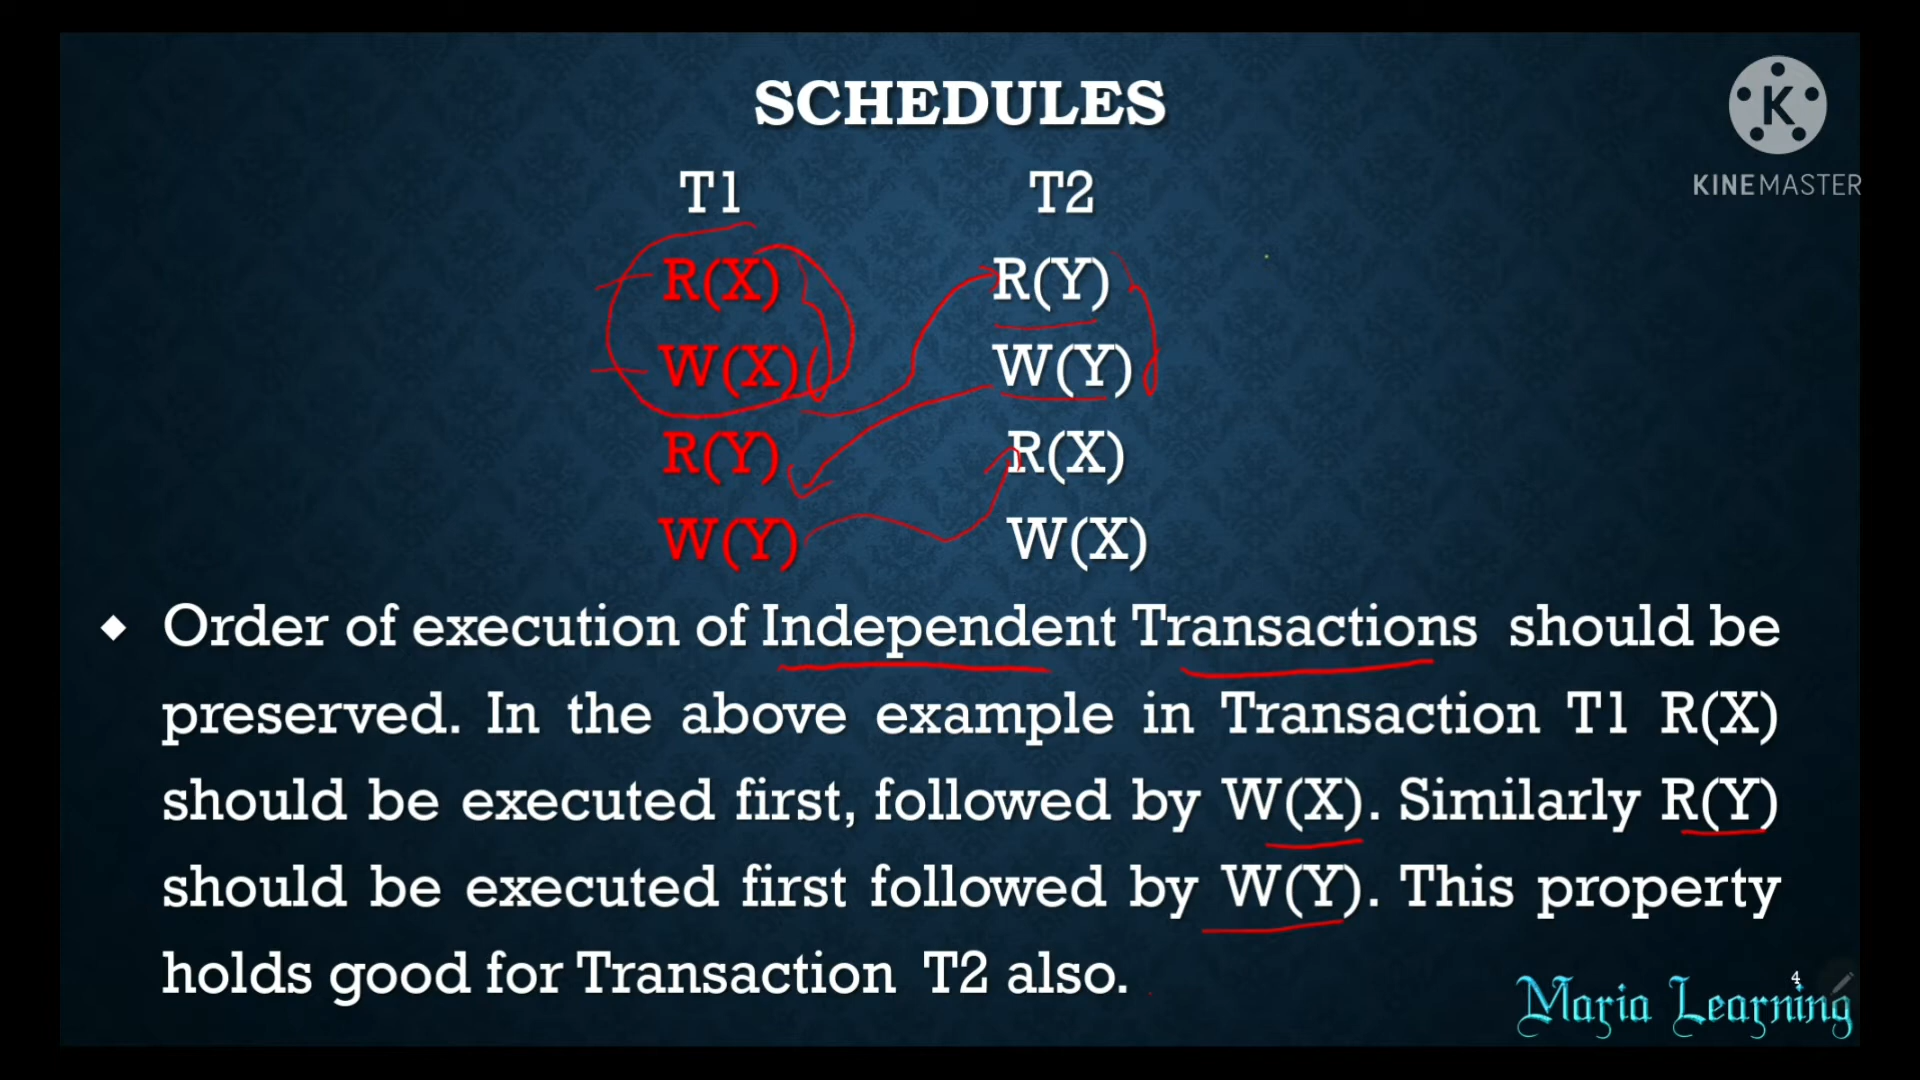 SCHEDULES
KINEMASTER
T1 T2
R(X) R(Y)
W(X) W(Y)
R(Y) R(X)
W(Y) W(X)
◆ Order of execution of Independent Transactions should be
preserved. In the above example in Transaction T1 R(X)
should be executed first, followed by W(X). Similarly R(Y)
should be executed first followed by W(Y). This property
holds good for Transaction T2 also.
4
Maria Learning